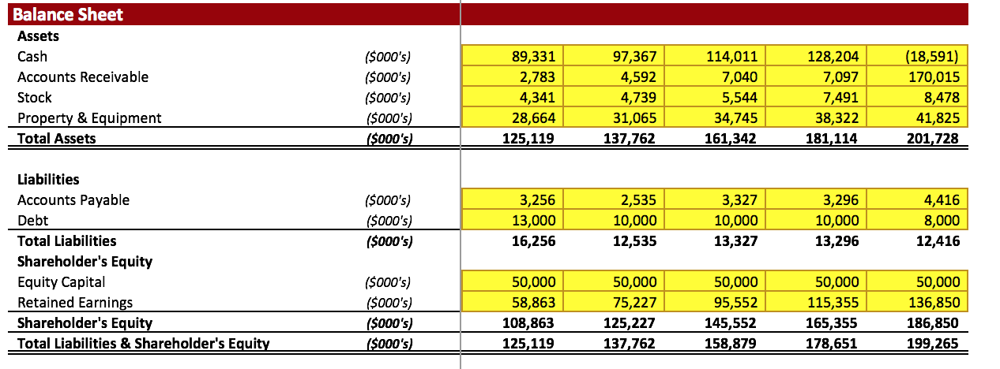 Balance Sheet
Assets
Cash ($000's) 89,331 97,367 114,011 128,204 (18,591)
Accounts Receivable ($000's) 2,783 4,592 7,040 7,097 170,015
Stock ($000's) 4,341 4,739 5,544 7,491 8,478
Property & Equipment ($000's) 28,664 31,065 34,745 38,322 41,825
Total Assets ($000's) 125,119 137,762 161,342 181,114 201,728
Liabilities
Accounts Payable ($000's) 3,256 2,535 3,327 3,296 4,416
Debt ($000's) 13,000 10,000 10,000 10,000 8,000
Total Liabilities ($000's) 16,256 12,535 13,327 13,296 12,416
Shareholder's Equity
Equity Capital ($000's) 50,000 50,000 50,000 50,000 50,000
Retained Earnings ($000's) 58,863 75,227 95,552 115,355 136,850
Shareholder's Equity ($000's) 108,863 125,227 145,552 165,355 186,850
Total Liabilities & Shareholder's Equity ($000's) 125,119 137,762 158,879 178,651 199,265